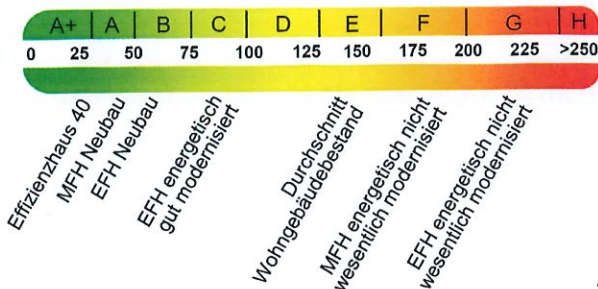 A+ A B C D E F G H
0 25 50 75 100 125 150 175 200 225 >250
Effizienzhaus 40
MFH Neubau
EFH Neubau
EFH energetisch
gut modernisiert
Durchschnitt
Wohngebäudebestand
MFH energetisch nicht
wesentlich modernisiert
EFH energetisch nicht
wesentlich modernisiert